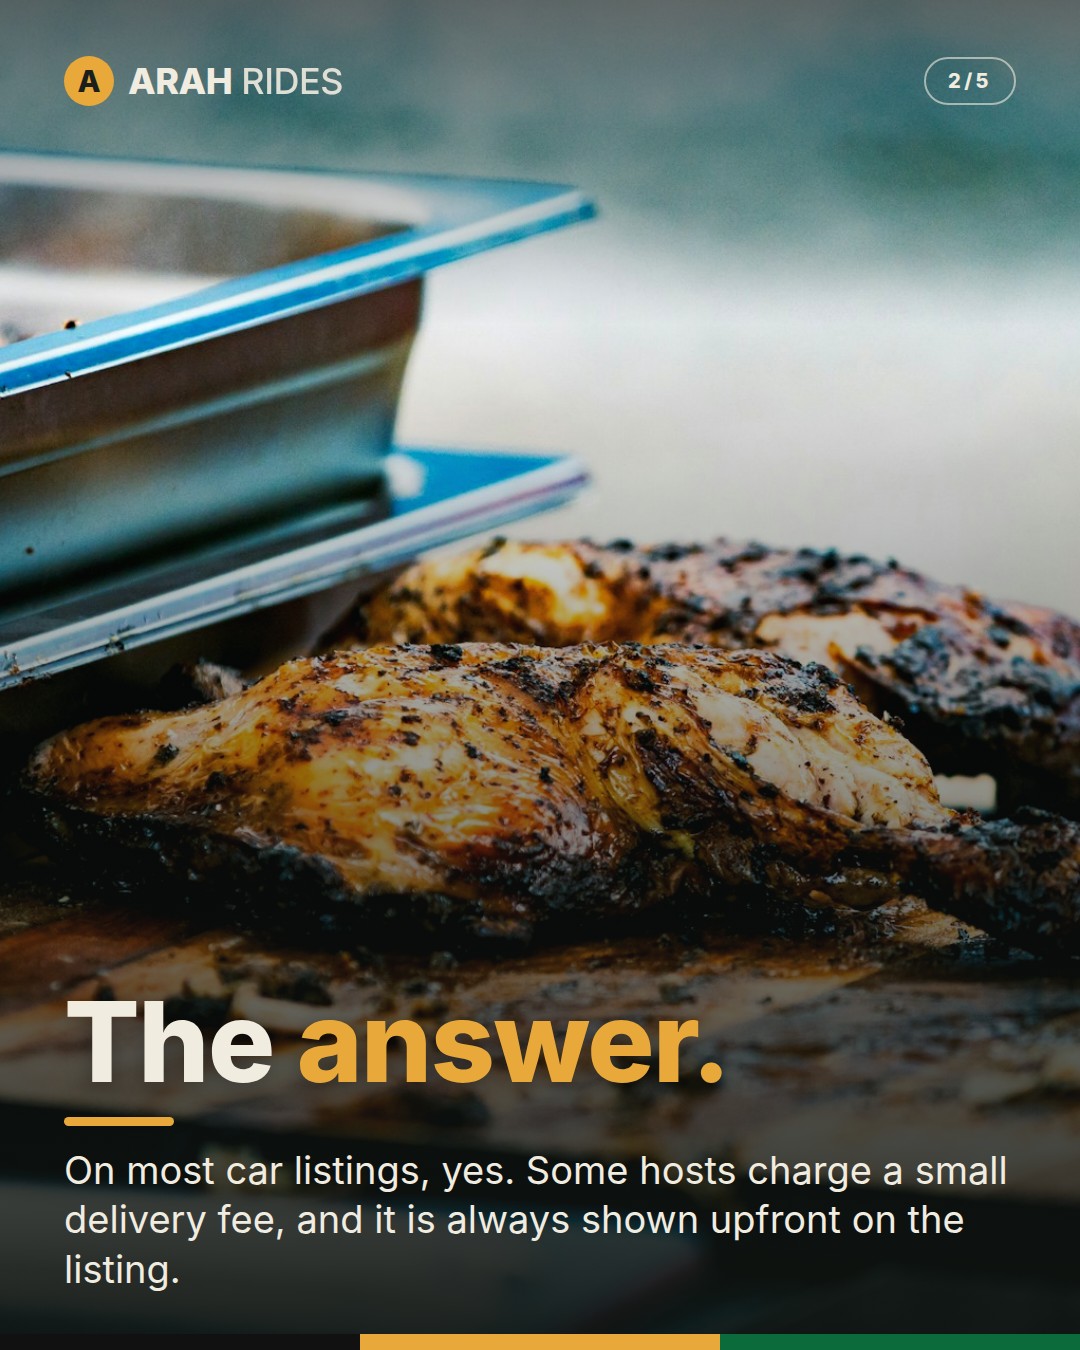 A ARAH RIDES
2/5
The answer.
On most car listings, yes. Some hosts charge a small
delivery fee, and it is always shown upfront on the
listing.